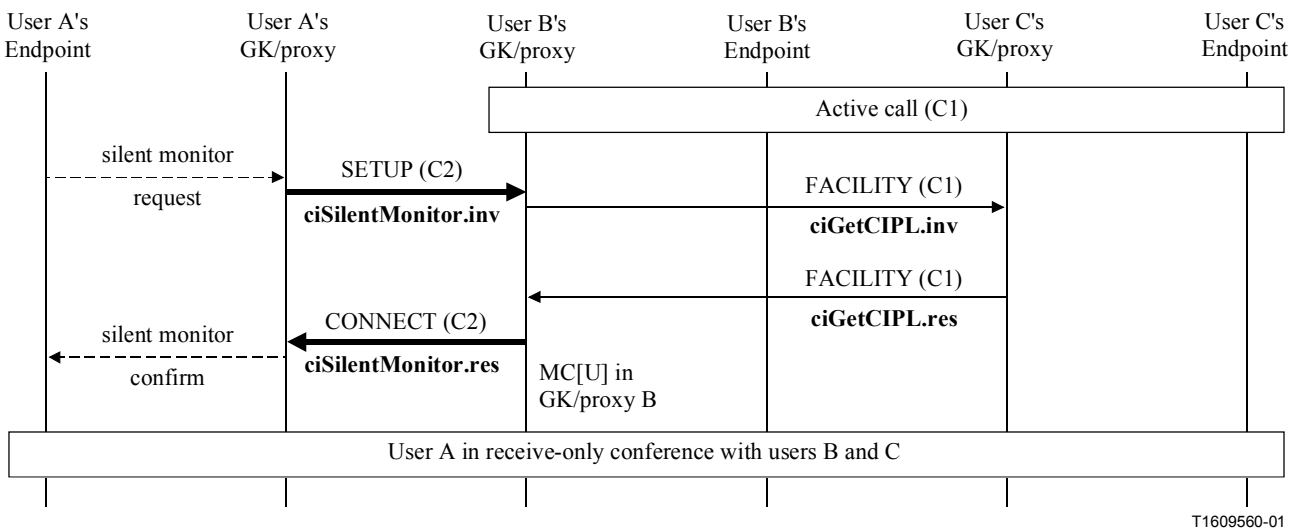 User A's
Endpoint
User A's
GK/proxy
User B's
GK/proxy
User B's
Endpoint
User C's
GK/proxy
User C's
Endpoint
Active call (C1)
silent monitor
request
SETUP (C2)
ciSilentMonitor.inv
FACILITY (C1)
ciGetCIPL.inv
FACILITY (C1)
ciGetCIPL.res
CONNECT (C2)
ciSilentMonitor.res
silent monitor
confirm
MC[U] in
GK/proxy B
User A in receive-only conference with users B and C
T1609560-01